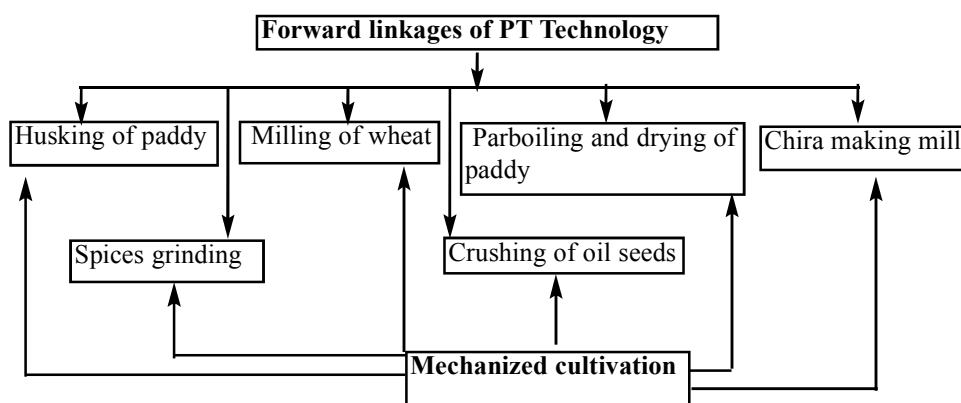 Forward linkages of PT Technology
Husking of paddy
Milling of wheat
Parboiling and drying of
paddy
Chira making mill
Spices grinding
Crushing of oil seeds
Mechanized cultivation